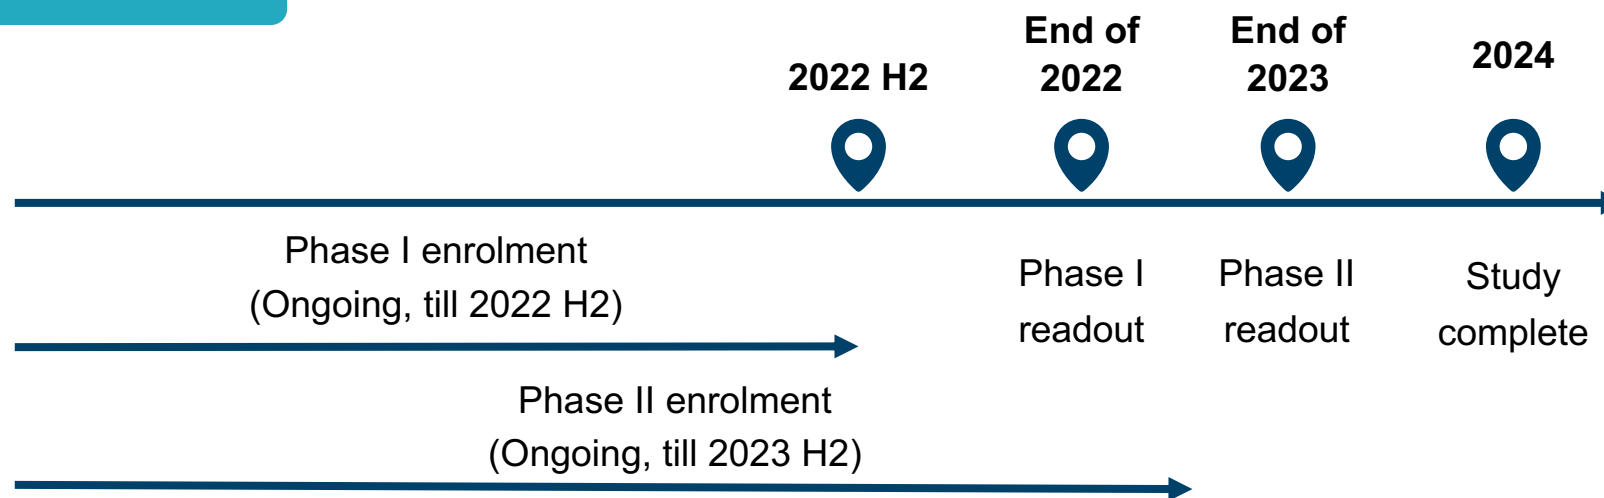 2022 H2
End of
2022
End of
2023
2024
Phase I enrolment
(Ongoing, till 2022 H2)
Phase I
readout
Phase II
readout
Study
complete
Phase II enrolment
(Ongoing, till 2023 H2)